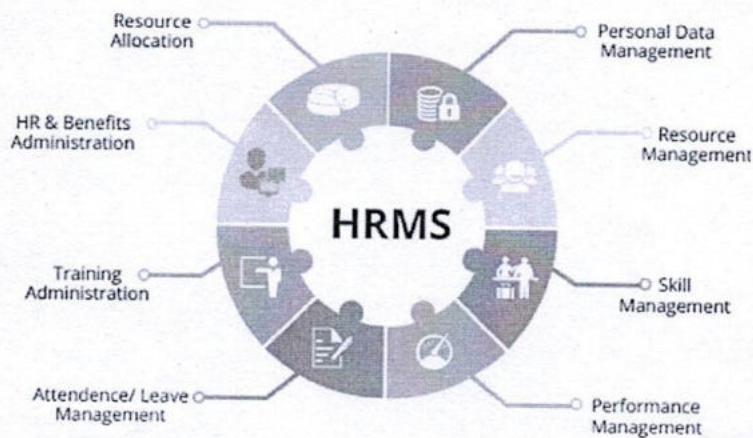 Resource
Allocation
Personal Data
Management
HR & Benefits
Administration
Resource
Management
HRMS
Training
Administration
Skill
Management
Attendence/ Leave
Management
Performance
Management